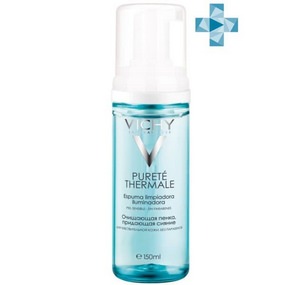 VICHY
PURETÉ
THERMALE
Espuma limpiadora
iluminadora
Очищающая пенка,
придающая сияние
e 150ml